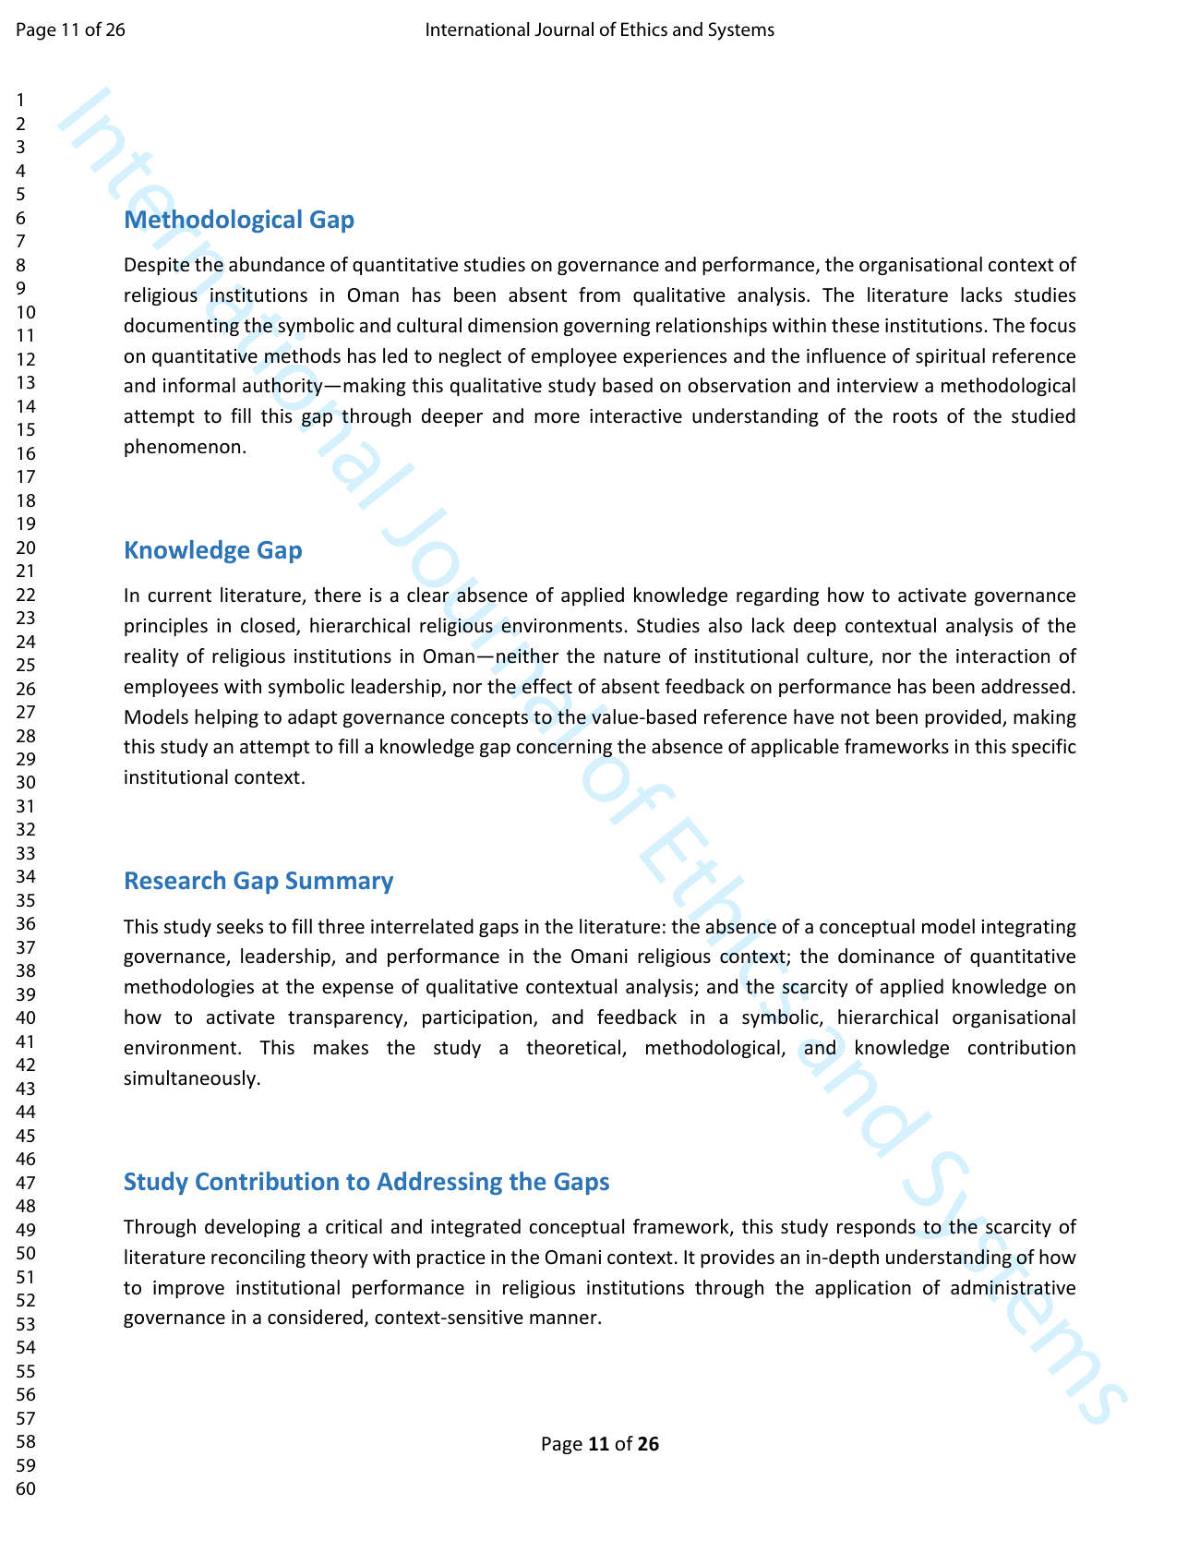 Page 11 of 26
International Journal of Ethics and Systems
1
2
3
4
5
6
7
8
9
10
11
12
13
14
15
16
17
18
19
20
21
22
23
24
25
26
27
28
29
30
31
32
33
34
35
36
37
38
39
40
41
42
43
44
45
46
47
48
49
50
51
52
53
54
55
56
57
58
59
60
International Journal of Ethics and Systems
Methodological Gap
Despite the abundance of quantitative studies on governance and performance, the organisational context of
religious institutions in Oman has been absent from qualitative analysis. The literature lacks studies
documenting the symbolic and cultural dimension governing relationships within these institutions. The focus
on quantitative methods has led to neglect of employee experiences and the influence of spiritual reference
and informal authority—making this qualitative study based on observation and interview a methodological
attempt to fill this gap through deeper and more interactive understanding of the roots of the studied
phenomenon.
Knowledge Gap
In current literature, there is a clear absence of applied knowledge regarding how to activate governance
principles in closed, hierarchical religious environments. Studies also lack deep contextual analysis of the
reality of religious institutions in Oman—neither the nature of institutional culture, nor the interaction of
employees with symbolic leadership, nor the effect of absent feedback on performance has been addressed.
Models helping to adapt governance concepts to the value-based reference have not been provided, making
this study an attempt to fill a knowledge gap concerning the absence of applicable frameworks in this specific
institutional context.
Research Gap Summary
This study seeks to fill three interrelated gaps in the literature: the absence of a conceptual model integrating
governance, leadership, and performance in the Omani religious context; the dominance of quantitative
methodologies at the expense of qualitative contextual analysis; and the scarcity of applied knowledge on
how to activate transparency, participation, and feedback in a symbolic, hierarchical organisational
environment. This makes the study a theoretical, methodological, and knowledge contribution
simultaneously.
Study Contribution to Addressing the Gaps
Through developing a critical and integrated conceptual framework, this study responds to the scarcity of
literature reconciling theory with practice in the Omani context. It provides an in-depth understanding of how
to improve institutional performance in religious institutions through the application of administrative
governance in a considered, context-sensitive manner.
Page 11 of 26